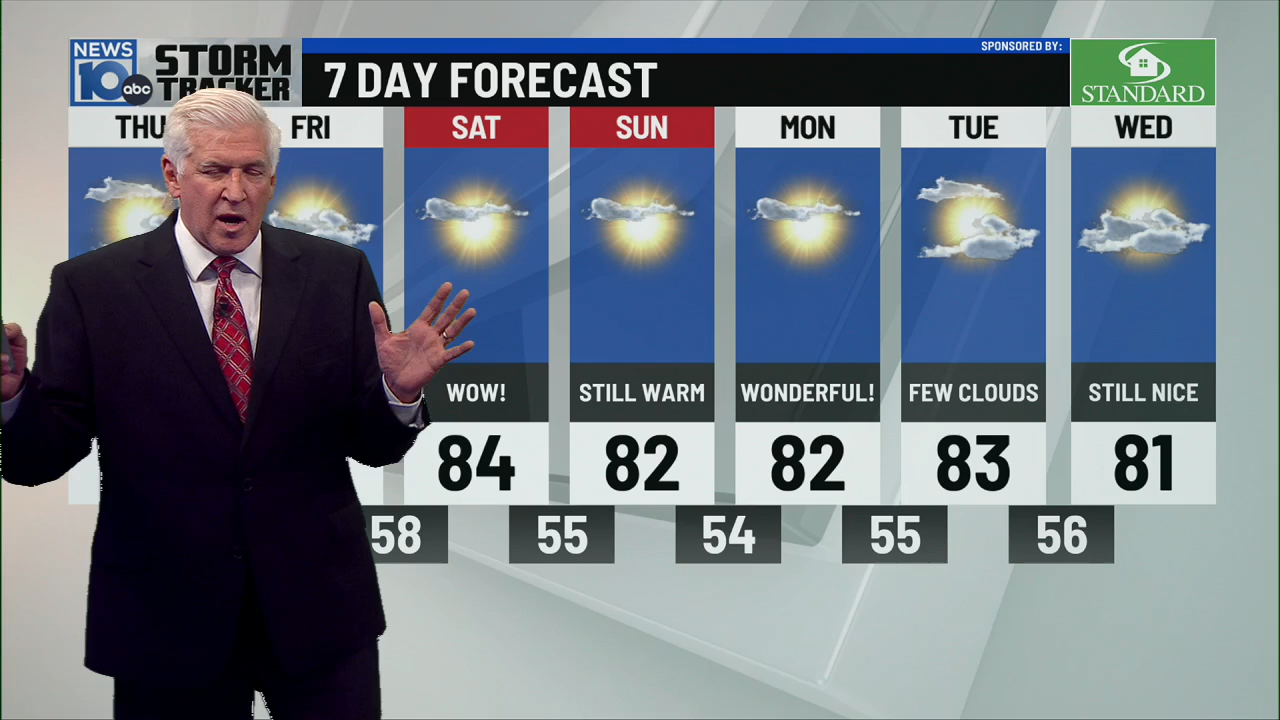 NEWS
10
abc
STORM
TRACKER
7 DAY FORECAST
SPONSORED BY:
STANDARD
THU FRI SAT SUN MON TUE WED
WOW! STILL WARM WONDERFUL! FEW CLOUDS STILL NICE
84 82 82 83 81
58 55 54 55 56